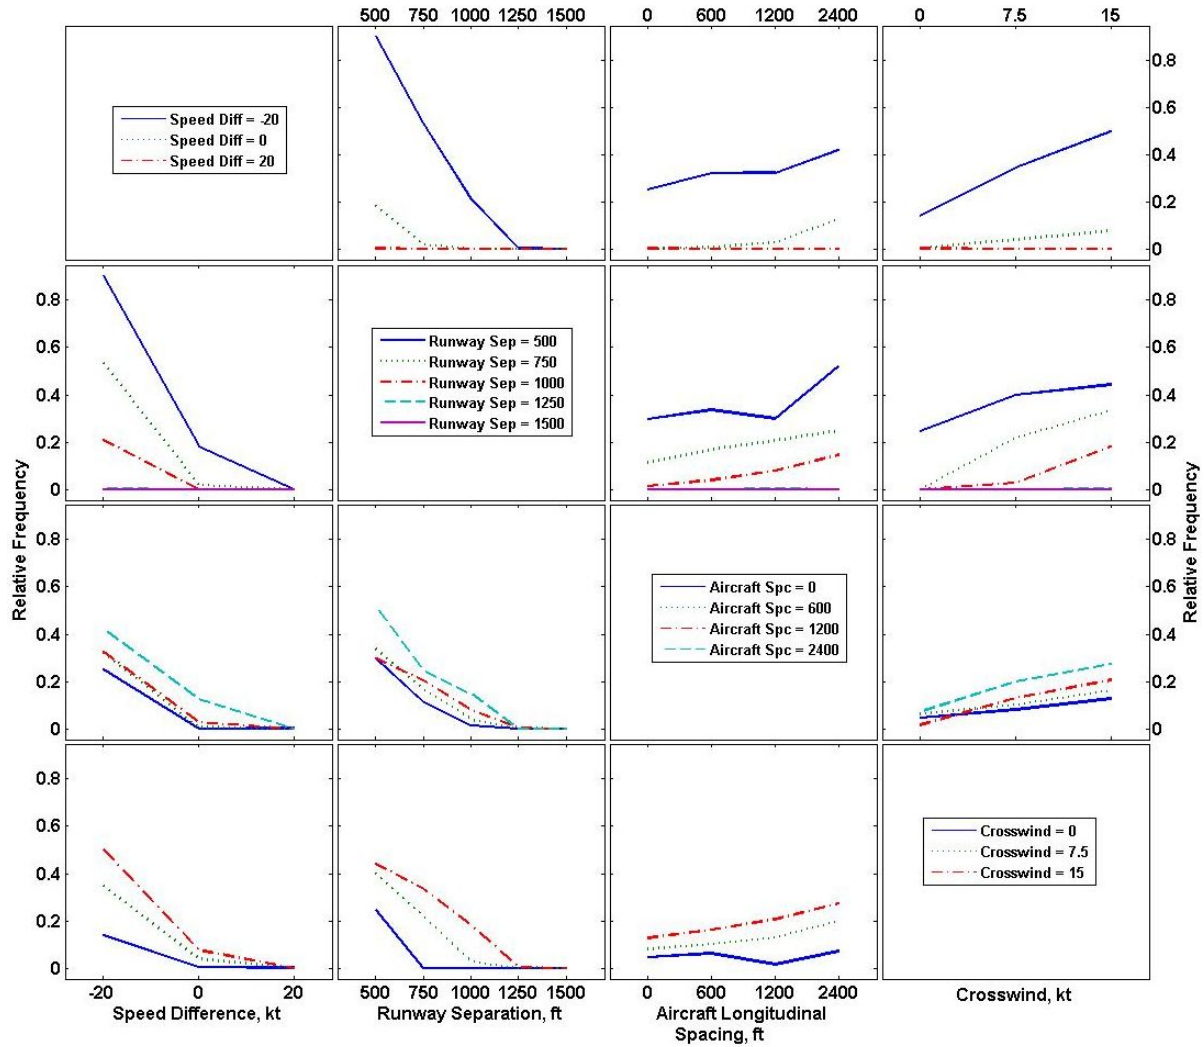 500 750 1000 1250 1500
0 600 1200 2400
0 7.5 15
Speed Diff = -20
Speed Diff = 0
Speed Diff = 20
0.8
0.6
0.4
0.2
0
0.8
0.6
0.4
0.2
0
Runway Sep = 500
Runway Sep = 750
Runway Sep = 1000
Runway Sep = 1250
Runway Sep = 1500
0.8
0.6
0.4
0.2
0
Relative Frequency
Relative Frequency
0.8
0.6
0.4
0.2
0
Aircraft Spc = 0
Aircraft Spc = 600
Aircraft Spc = 1200
Aircraft Spc = 2400
0.8
0.6
0.4
0.2
0
0.8
0.6
0.4
0.2
0
Crosswind = 0
Crosswind = 7.5
Crosswind = 15
-20 0 20
500 750 1000 1250 1500
0 600 1200 2400
Speed Difference, kt
Runway Separation, ft
Aircraft Longitudinal
Spacing, ft
Crosswind, kt